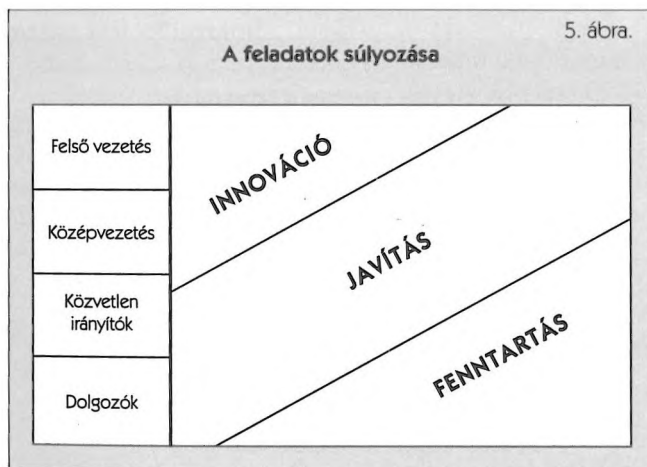 5. ábra.
A feladatok súlyozása
Felső vezetés
Középvezetés
Közvetlen
irányítók
Dolgozók
INNOVÁCIÓ
JAVÍTÁS
FENNTARTÁS